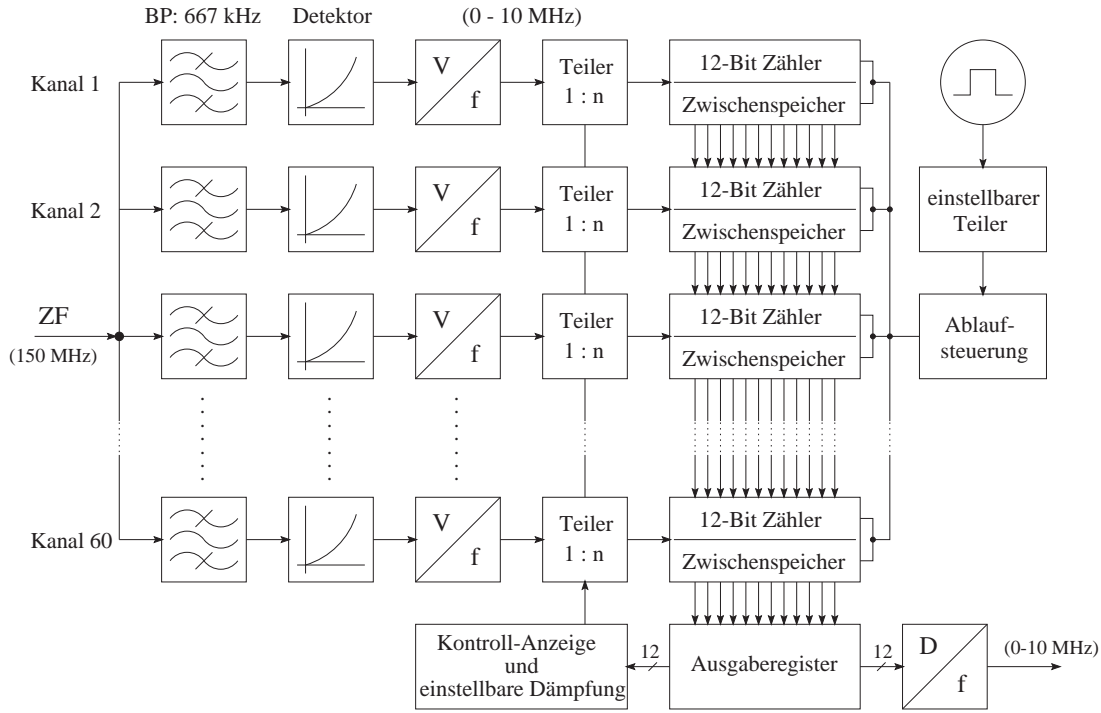 BP: 667 kHz
Detektor
(0 - 10 MHz)
Kanal 1
V
f
Teiler
1 : n
12-Bit Zähler
Zwischenspeicher
Kanal 2
V
f
Teiler
1 : n
12-Bit Zähler
Zwischenspeicher
einstellbarer
Teiler
ZF
(150 MHz)
V
f
Teiler
1 : n
12-Bit Zähler
Zwischenspeicher
Ablauf-
steuerung
Kanal 60
V
f
Teiler
1 : n
12-Bit Zähler
Zwischenspeicher
Kontroll-Anzeige
und
einstellbare Dämpfung
12
Ausgaberegister
12
D
f
(0-10 MHz)